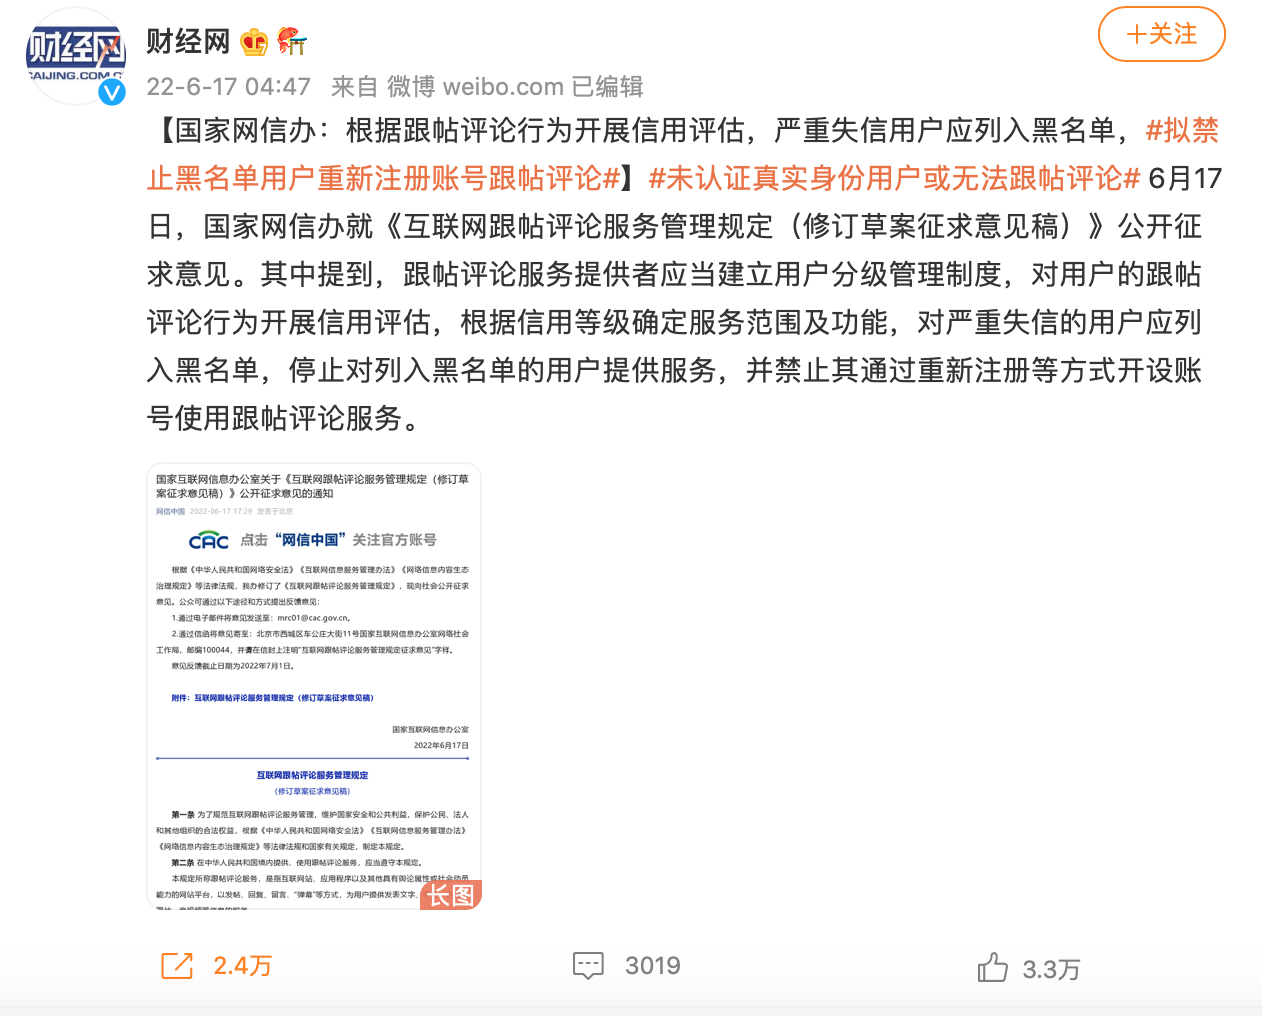 财经网
CAIJING.COM.C
财经网
+关注
22-6-17 04:47 来自 微博 weibo.com 已编辑
【国家网信办：根据跟帖评论行为开展信用评估，严重失信用户应列入黑名单，#拟禁
止黑名单用户重新注册账号跟帖评论#】#未认证真实身份用户或无法跟帖评论# 6月17
日，国家网信办就《互联网跟帖评论服务管理规定（修订草案征求意见稿）》公开征
求意见。其中提到，跟帖评论服务提供者应当建立用户分级管理制度，对用户的跟帖
评论行为开展信用评估，根据信用等级确定服务范围及功能，对严重失信的用户应列
入黑名单，停止对列入黑名单的用户提供服务，并禁止其通过重新注册等方式开设账
号使用跟帖评论服务。
国家互联网信息办公室关于《互联网跟帖评论服务管理规定（修订草
案征求意见稿）》公开征求意见的通知
网信中国 2022-06-17 17:29 发表于北京
CAC 点击“网信中国”关注官方账号
根据《中华人民共和国网络安全法》《互联网信息服务管理办法》《网络信息内容生态
治理规定》等法律法规，我办修订了《互联网跟帖评论服务管理规定》，现向社会公开征求
意见。公众可通过以下途径和方式提出反馈意见：
1.通过电子邮件将意见发送至：mrc01@cac.gov.cn。
2.通过信函将意见寄至：北京市西城区车公庄大街11号国家互联网信息办公室网络社会
工作局，邮编100044，并请在信封上注明“互联网跟帖评论服务管理规定征求意见”字样。
意见反馈截止日期为2022年7月1日。
附件：互联网跟帖评论服务管理规定（修订草案征求意见稿）
国家互联网信息办公室
2022年6月17日
互联网跟帖评论服务管理规定
（修订草案征求意见稿）
第一条 为了规范互联网跟帖评论服务管理，维护国家安全和公共利益，保护公民、法人
和其他组织的合法权益，根据《中华人民共和国网络安全法》《互联网信息服务管理办法》
《网络信息内容生态治理规定》等法律法规和国家有关规定，制定本规定。
第二条 在中华人民共和国境内提供、使用跟帖评论服务，应当遵守本规定。
本规定所称跟帖评论服务，是指互联网站、应用程序以及其他具有舆论属性或社会动员
能力的网站平台，以发帖、回复、留言、“弹幕”等方式，为用户提供发表文字、
长图
2.4万
3019
3.3万